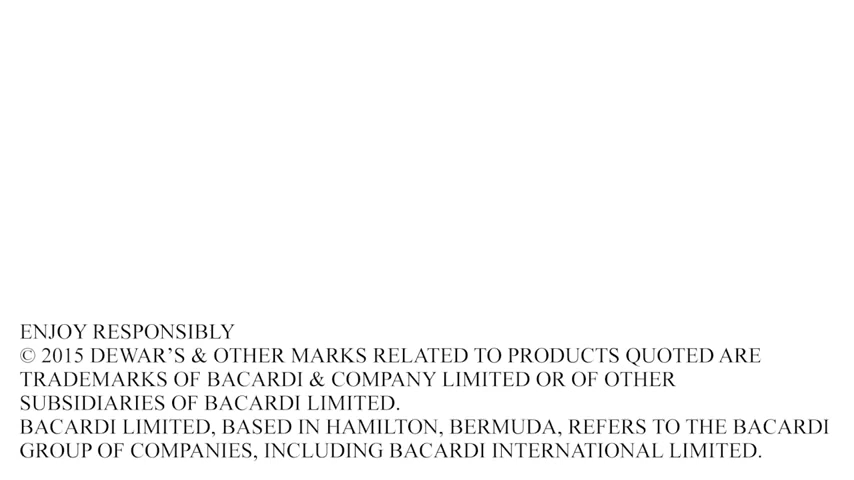 ENJOY RESPONSIBLY
© 2015 DEWAR’S & OTHER MARKS RELATED TO PRODUCTS QUOTED ARE
TRADEMARKS OF BACARDI & COMPANY LIMITED OR OF OTHER
SUBSIDIARIES OF BACARDI LIMITED.
BACARDI LIMITED, BASED IN HAMILTON, BERMUDA, REFERS TO THE BACARDI
GROUP OF COMPANIES, INCLUDING BACARDI INTERNATIONAL LIMITED.